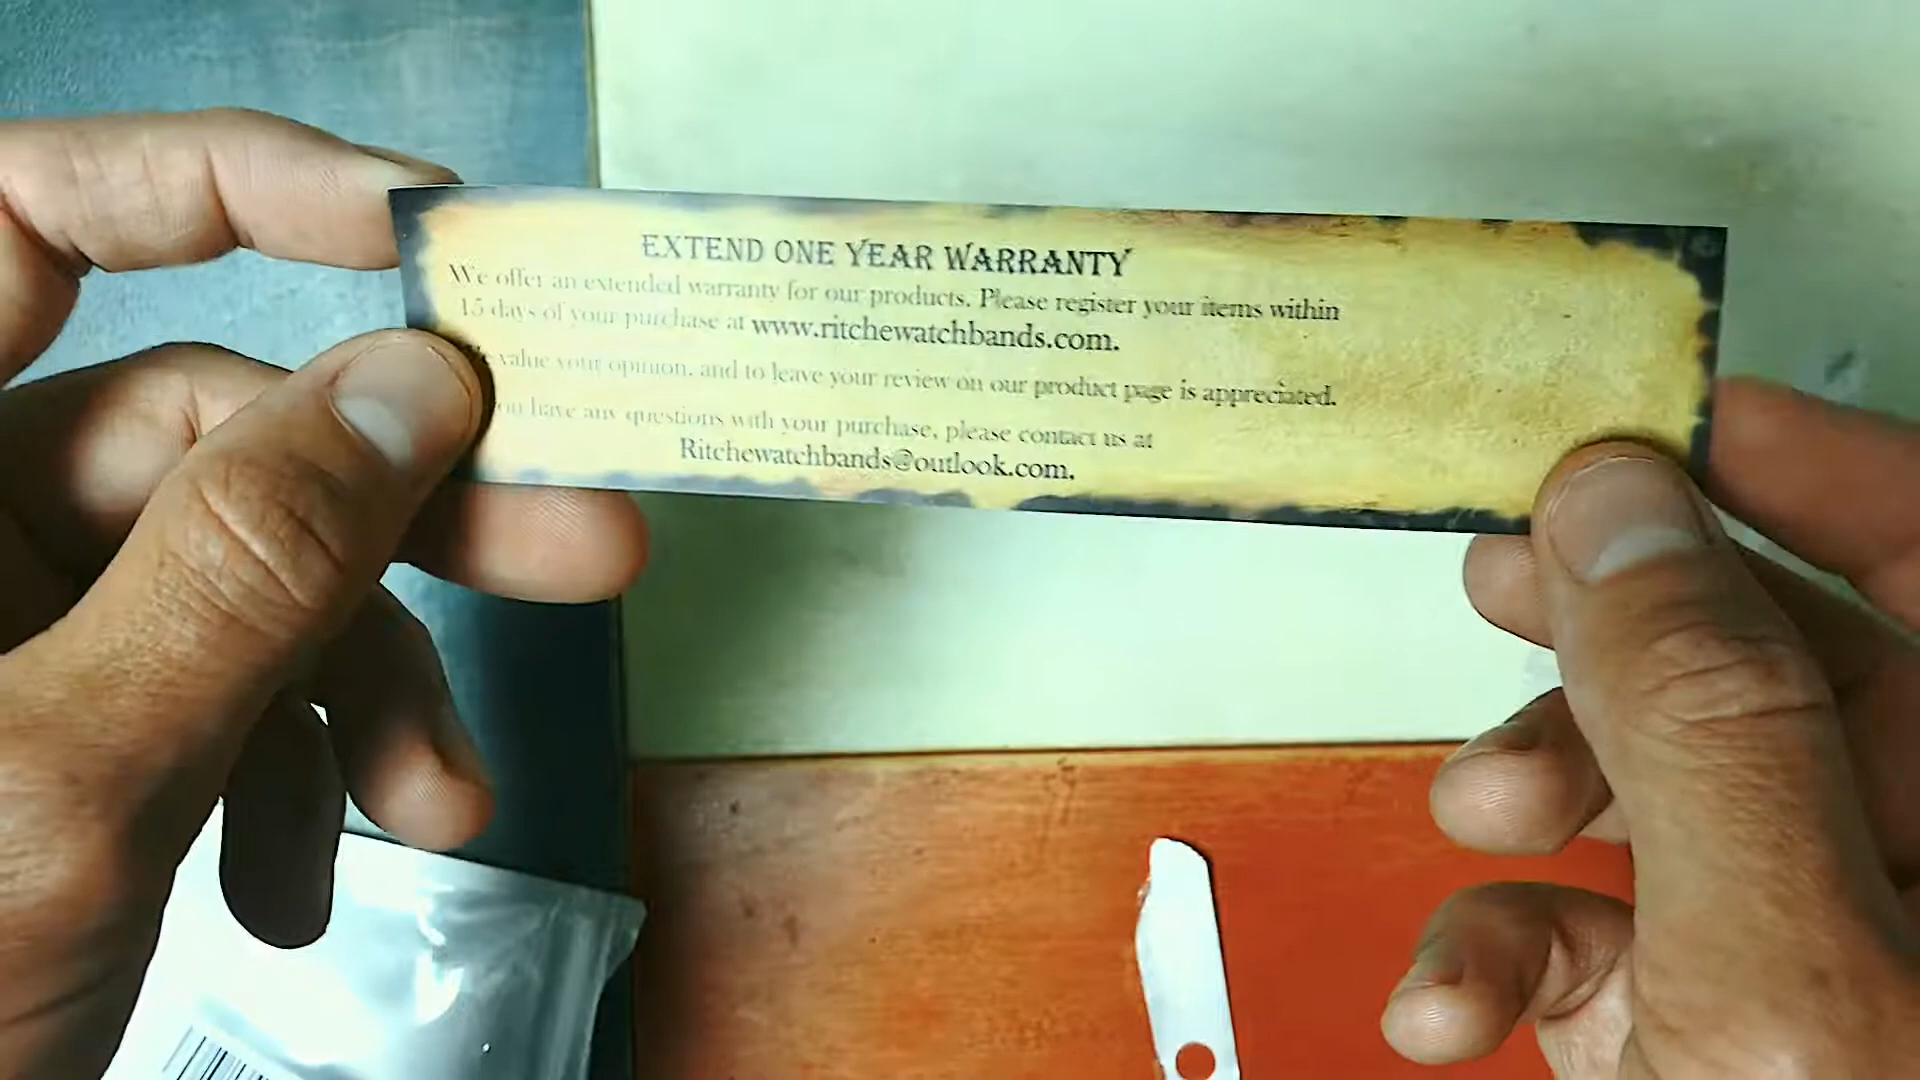 EXTEND ONE YEAR WARRANTY
We offer an extended warranty for our products. Please register your items within
15 days of your purchase at www.ritchewatchbands.com.
value your opinion, and to leave your review on our product page is appreciated.
have any questions with your purchase, please contact us at
Ritchewatchbands@outlook.com.